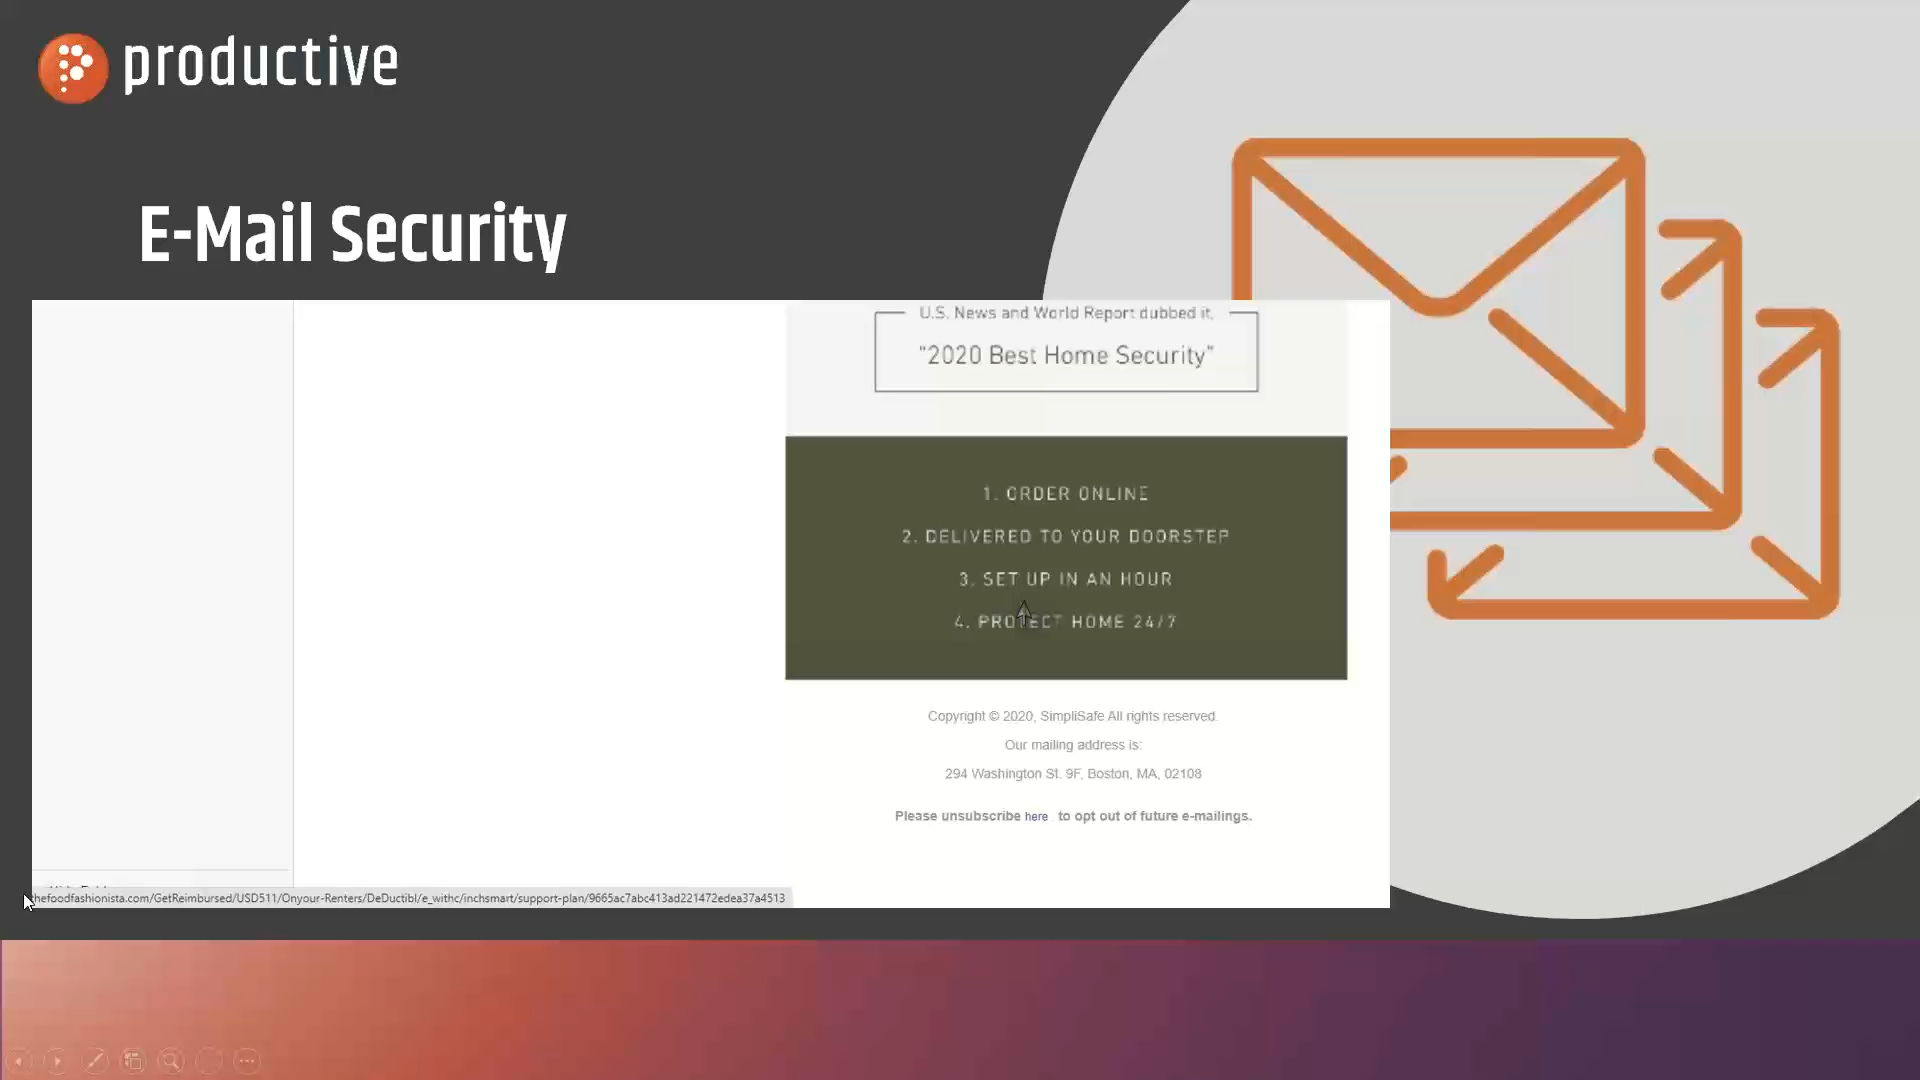 productive
E-Mail Security
U.S. News and World Report dubbed it,
"2020 Best Home Security"
1. ORDER ONLINE
2. DELIVERED TO YOUR DOORSTEP
3. SET UP IN AN HOUR
4. PROTECT HOME 24/7
Copyright © 2020, SimpliSafe All rights reserved.
Our mailing address is:
294 Washington St. 9F, Boston, MA, 02108
Please unsubscribe here to opt out of future e-mailings.
thefoodfashionista.com/GetReimbursed/USD511/Onyour-Renters/DeDuctibl/e_withc/inchsmart/support-plan/9665ac7abc413ad221472edea37a4513